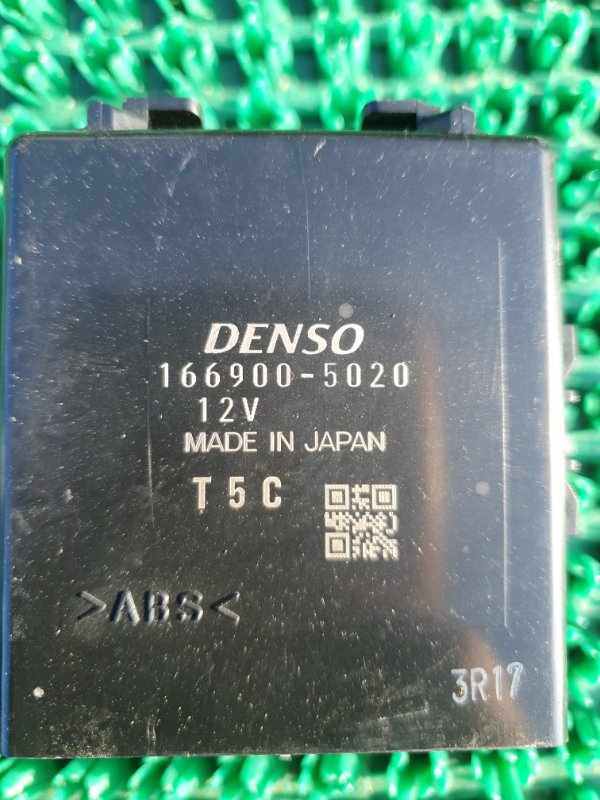 DENSO
166900-5020
12V
MADE IN JAPAN
T5C
>ABS<
3R17